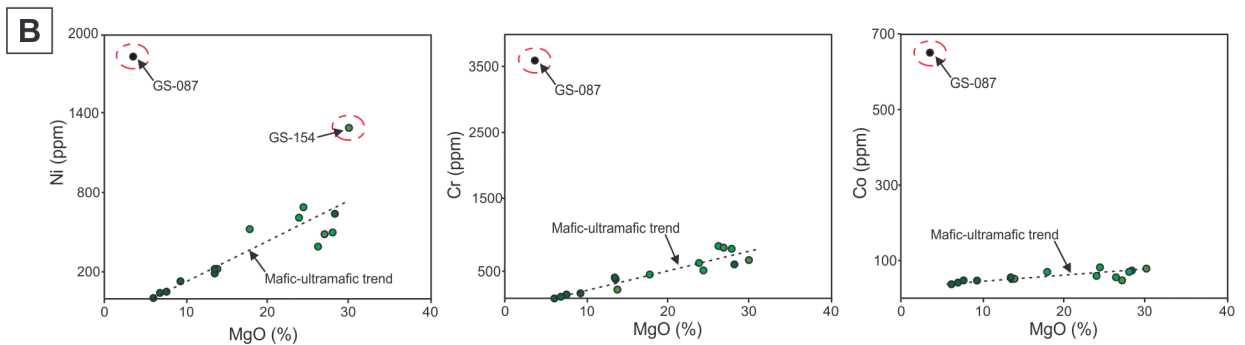 B
2000
1400
800
200
Ni (ppm)
GS-087
GS-154
Mafic-ultramafic trend
0
10
20
30
40
MgO (%)
3500
2500
1500
500
Cr (ppm)
GS-087
Mafic-ultramafic trend
0
10
20
30
40
MgO (%)
700
500
300
100
Co (ppm)
GS-087
Mafic-ultramafic trend
0
10
20
30
40
MgO (%)